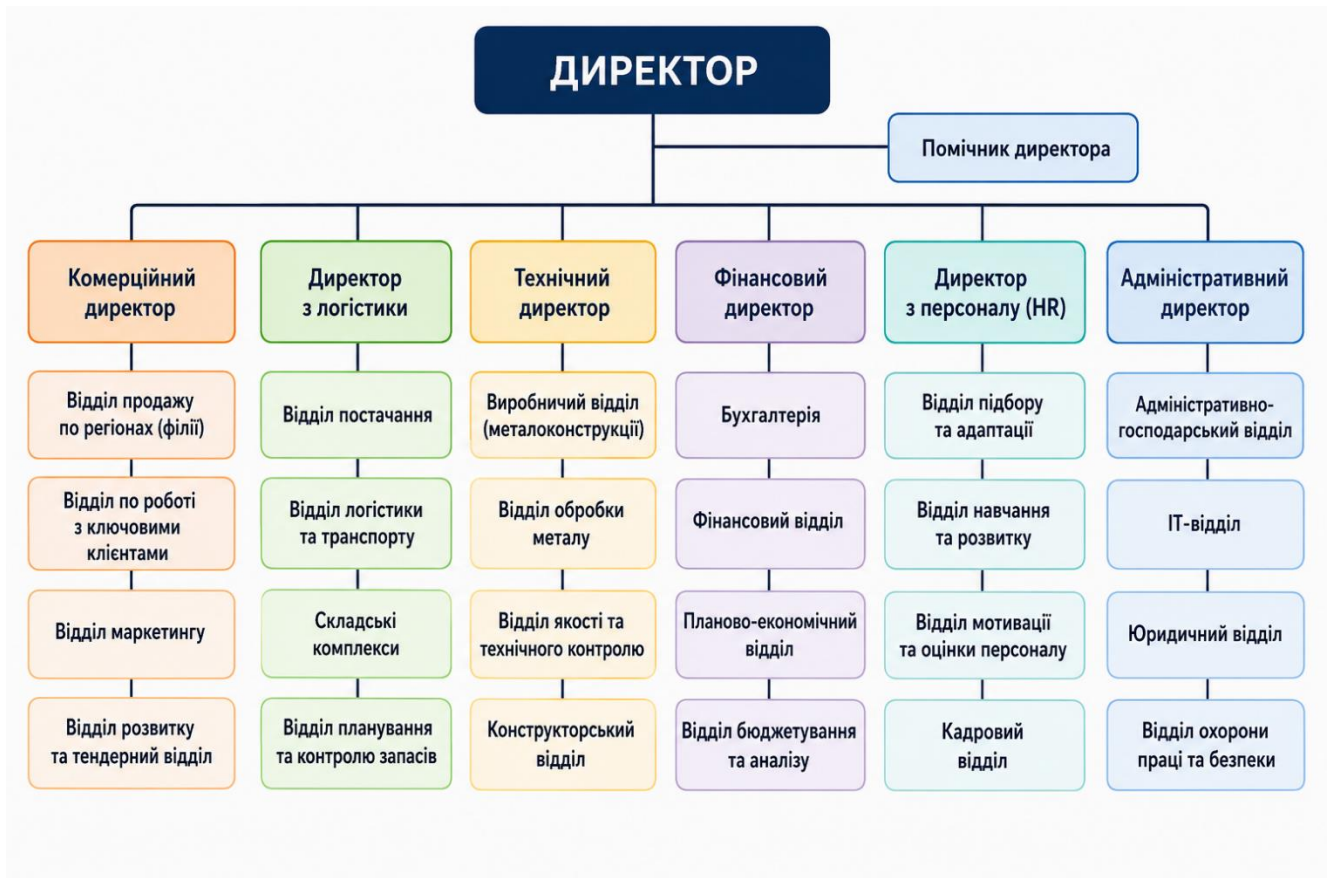 ДИРЕКТОР
Помічник директора
Комерційний
директор
Директор
з логістики
Технічний
директор
Фінансовий
директор
Директор
з персоналу (HR)
Адміністративний
директор
Відділ продажу
по регіонах (філії)
Відділ постачання
Виробничий відділ
(металоконструкції)
Бухгалтерія
Відділ підбору
та адаптації
Адміністративно-
господарський відділ
Відділ по роботі
з ключовими
клієнтами
Відділ логістики
та транспорту
Відділ обробки
металу
Фінансовий відділ
Відділ навчання
та розвитку
ІТ-відділ
Відділ маркетингу
Складські
комплекси
Відділ якості та
технічного контролю
Планово-економічний
відділ
Відділ мотивації
та оцінки персоналу
Юридичний відділ
Відділ розвитку
та тендерний відділ
Відділ планування
та контролю запасів
Конструкторський
відділ
Відділ бюджетування
та аналізу
Кадровий
відділ
Відділ охорони
праці та безпеки